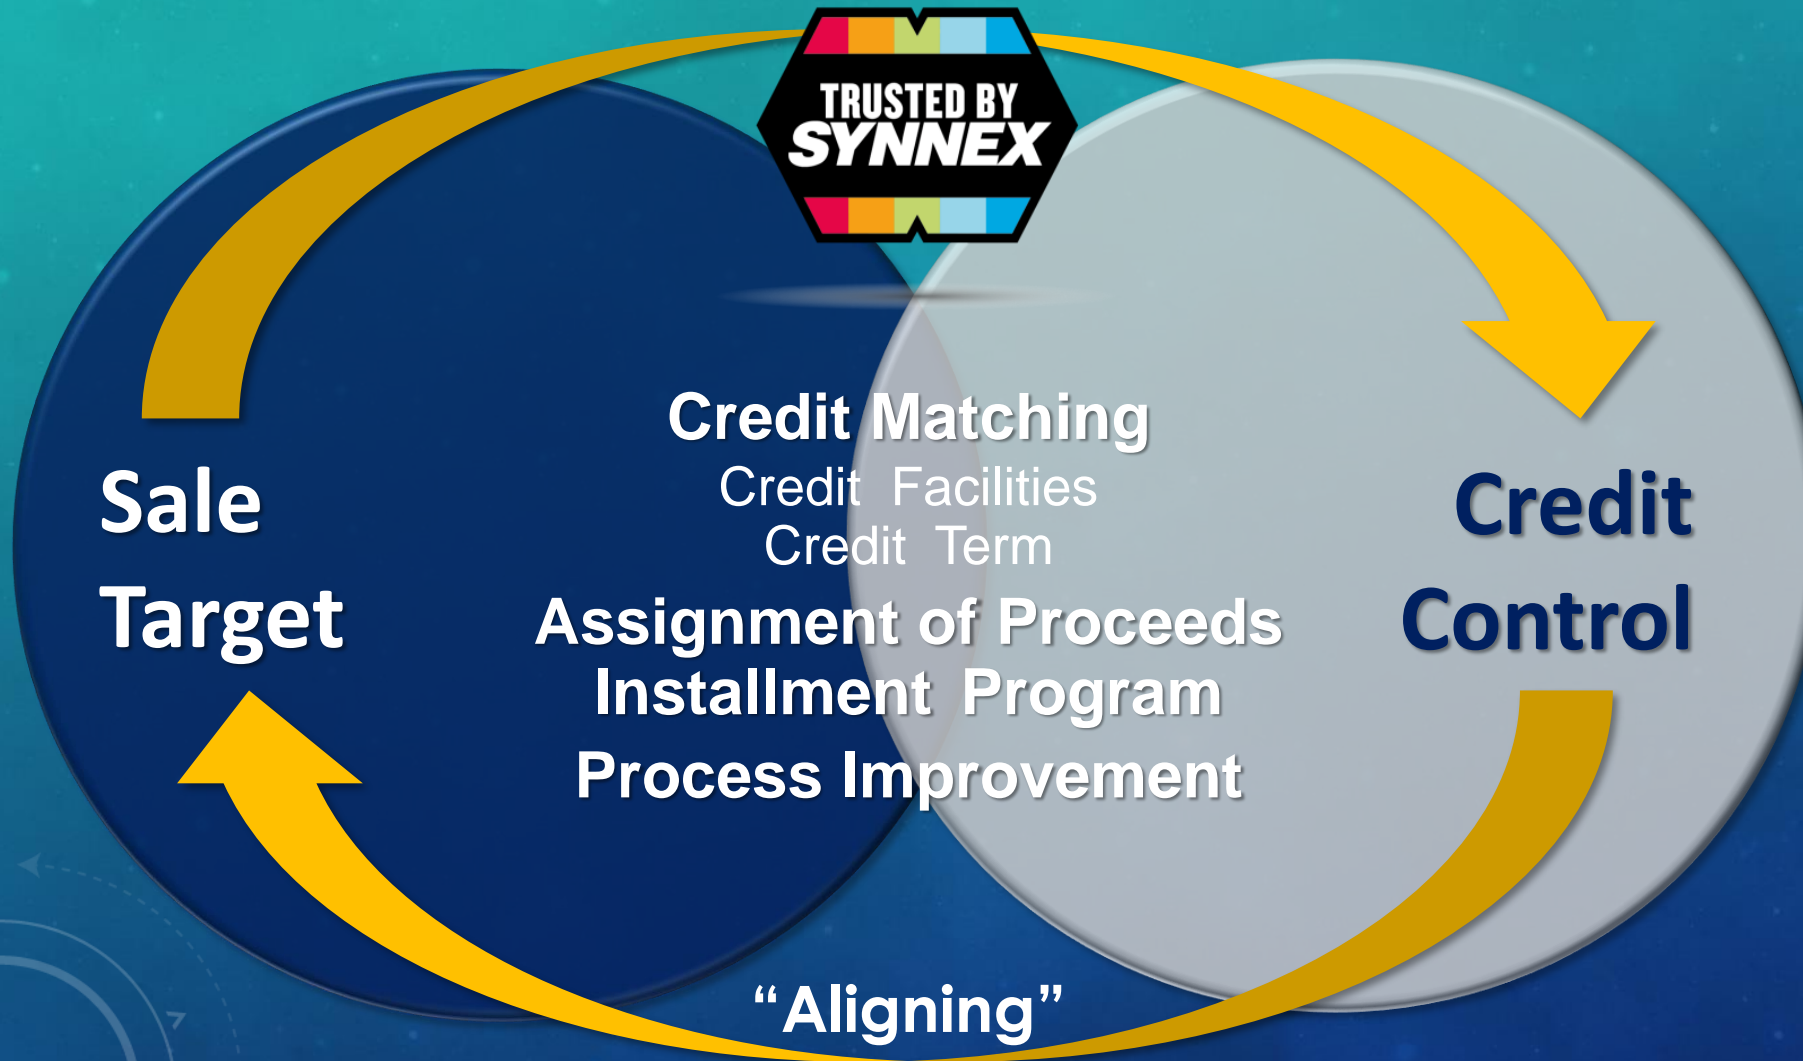 TRUSTED BY
SYNNEX
Sale
Target
Credit Matching
Credit Facilities
Credit Term
Assignment of Proceeds
Installment Program
Process Improvement
Credit
Control
“Aligning”